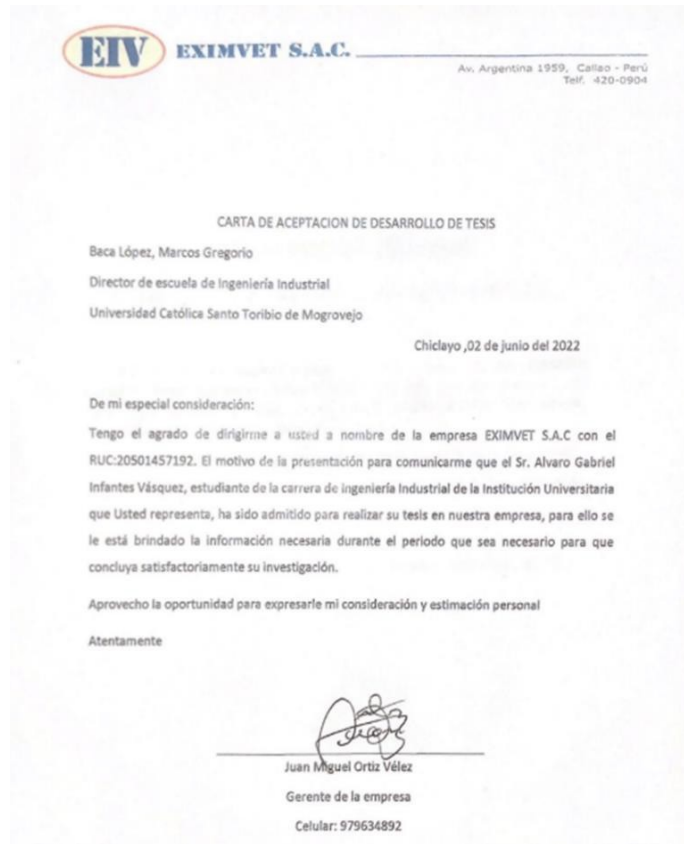 EIV EXIMVET S.A.C.
Av. Argentina 1959, Callao - Perú
Telf. 420-0904
CARTA DE ACEPTACION DE DESARROLLO DE TESIS
Baca López, Marcos Gregorio
Director de escuela de Ingeniería Industrial
Universidad Católica Santo Toribio de Mogrovejo
Chiclayo ,02 de junio del 2022
De mi especial consideración:
Tengo el agrado de dirigirme a usted a nombre de la empresa EXIMVET S.A.C con el
RUC:20501457192. El motivo de la presentación para comunicarme que el Sr. Alvaro Gabriel
Infantes Vásquez, estudiante de la carrera de ingeniería Industrial de la Institución Universitaria
que Usted representa, ha sido admitido para realizar su tesis en nuestra empresa, para ello se
le está brindado la información necesaria durante el periodo que sea necesario para que
concluya satisfactoriamente su investigación.
Aprovecho la oportunidad para expresarle mi consideración y estimación personal
Atentamente
Juan Miguel Ortiz Vélez
Gerente de la empresa
Celular: 979634892